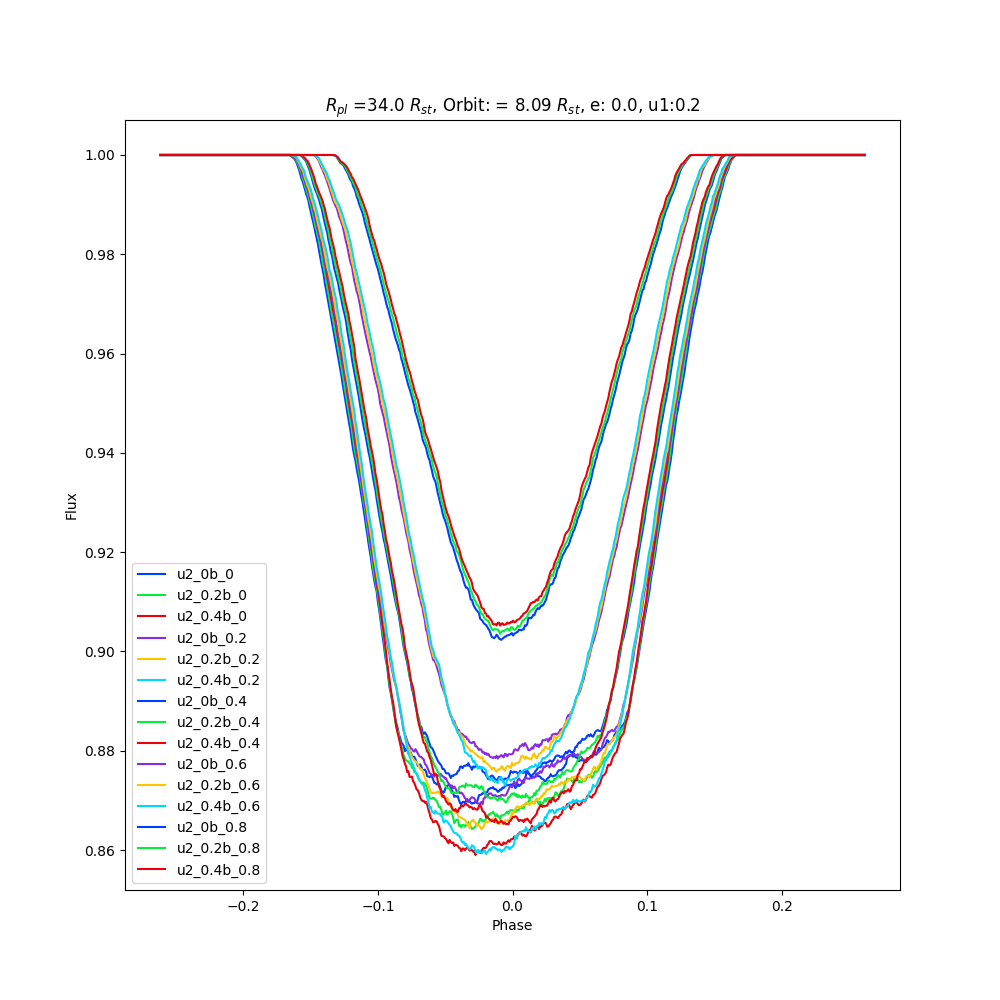 R_pl =34.0 R_st, Orbit: = 8.09 R_st, e: 0.0, u1:0.2
1.00
0.98
0.96
0.94
0.92
0.90
0.88
0.86
Flux
u2_0b_0
u2_0.2b_0
u2_0.4b_0
u2_0b_0.2
u2_0.2b_0.2
u2_0.4b_0.2
u2_0b_0.4
u2_0.2b_0.4
u2_0.4b_0.4
u2_0b_0.6
u2_0.2b_0.6
u2_0.4b_0.6
u2_0b_0.8
u2_0.2b_0.8
u2_0.4b_0.8
−0.2 −0.1 0.0 0.1 0.2
Phase